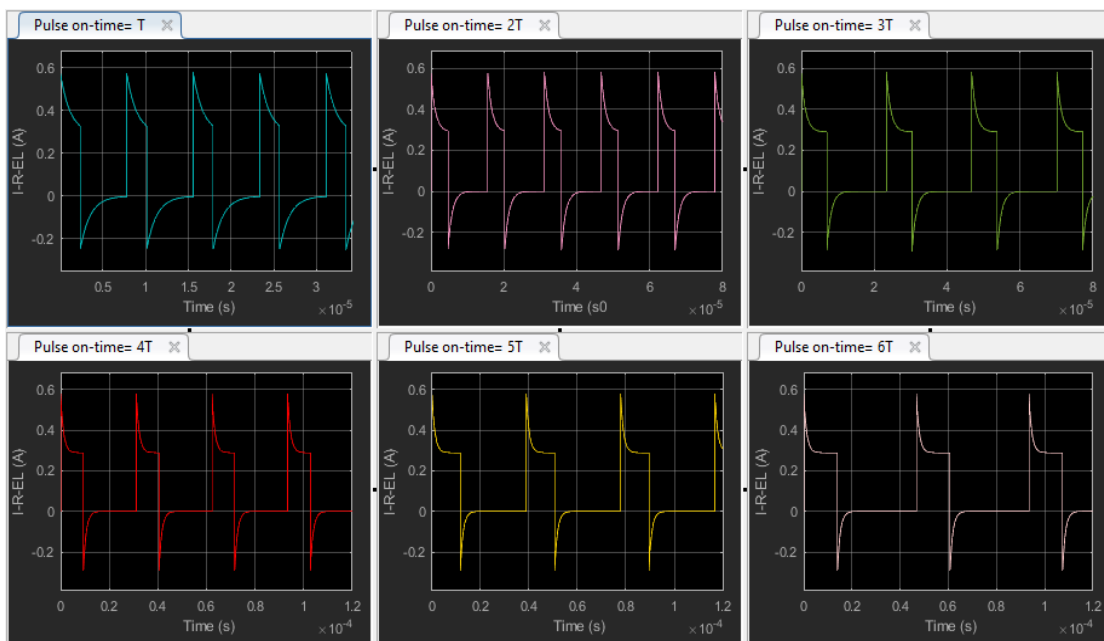 Pulse on-time= T
Pulse on-time= 2T
Pulse on-time= 3T
I-R-EL (A)
0.6
0.4
0.2
0
-0.2
0.5 1 1.5 2 2.5 3
Time (s)
×10⁻⁵
I-R-EL (A)
0.6
0.4
0.2
0
-0.2
0 2 4 6 8
Time (s0
×10⁻⁵
I-R-EL (A)
0.6
0.4
0.2
0
-0.2
0 2 4 6 8
Time (s)
×10⁻⁵
Pulse on-time= 4T
Pulse on-time= 5T
Pulse on-time= 6T
I-R-EL (A)
0.6
0.4
0.2
0
-0.2
0 0.2 0.4 0.6 0.8 1 1.2
Time (s)
×10⁻⁴
I-R-EL (A)
0.6
0.4
0.2
0
-0.2
0 0.2 0.4 0.6 0.8 1 1.2
Time (s)
×10⁻⁴
I-R-EL (A)
0.6
0.4
0.2
0
-0.2
0 0.2 0.4 0.6 0.8 1 1.2
Time (s)
×10⁻⁴